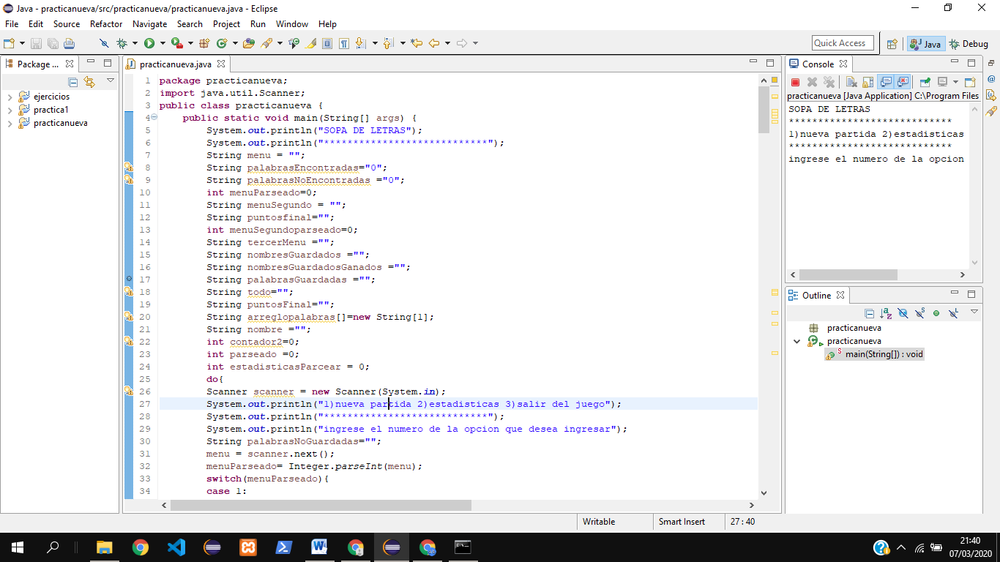 Java - practicanueva/src/practicanueva/practicanueva.java - Eclipse
File Edit Source Refactor Navigate Search Project Run Window Help
Quick Access Java Debug
Package ...
ejercicios
practica1
practicanueva
practicanueva.java
1 package practicanueva;
2 import java.util.Scanner;
3 public class practicanueva {
4 public static void main(String[] args) {
5 System.out.println("SOPA DE LETRAS");
6 System.out.println("****************************");
7 String menu = "";
8 String palabrasEncontradas="0";
9 String palabrasNoEncontradas ="0";
10 int menuParseado=0;
11 String menuSegundo = "";
12 String puntosfinal="";
13 int menuSegundoparseado=0;
14 String tercerMenu ="";
15 String nombresGuardados ="";
16 String nombresGuardadosGanados ="";
17 String palabrasGuardadas ="";
18 String todo="";
19 String puntosFinal="";
20 String arreglopalabras[]=new String[1];
21 String nombre ="";
22 int contador2=0;
23 int parseado =0;
24 int estadisticasParcear = 0;
25 do{
26 Scanner scanner = new Scanner(System.in);
27 System.out.println("1)nueva partida 2)estadisticas 3)salir del juego");
28 System.out.println("****************************");
29 System.out.println("ingrese el numero de la opcion que desea ingresar");
30 String palabrasNoGuardadas="";
31 menu = scanner.next();
32 menuParseado= Integer.parseInt(menu);
33 switch(menuParseado){
34 case 1:
Console
practicanueva [Java Application] C:\Program Files
SOPA DE LETRAS
****************************
1)nueva partida 2)estadisticas
****************************
ingrese el numero de la opcion
Outline
practicanueva
practicanueva
main(String[]) : void
Writable Smart Insert 27 : 40
21:40
07/03/2020